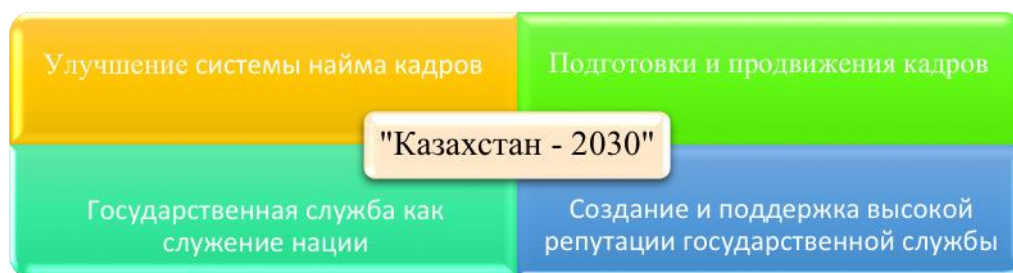 Улучшение системы найма кадров
Подготовки и продвижения кадров
"Казахстан - 2030"
Государственная служба как
служение нации
Создание и поддержка высокой
репутации государственной службы